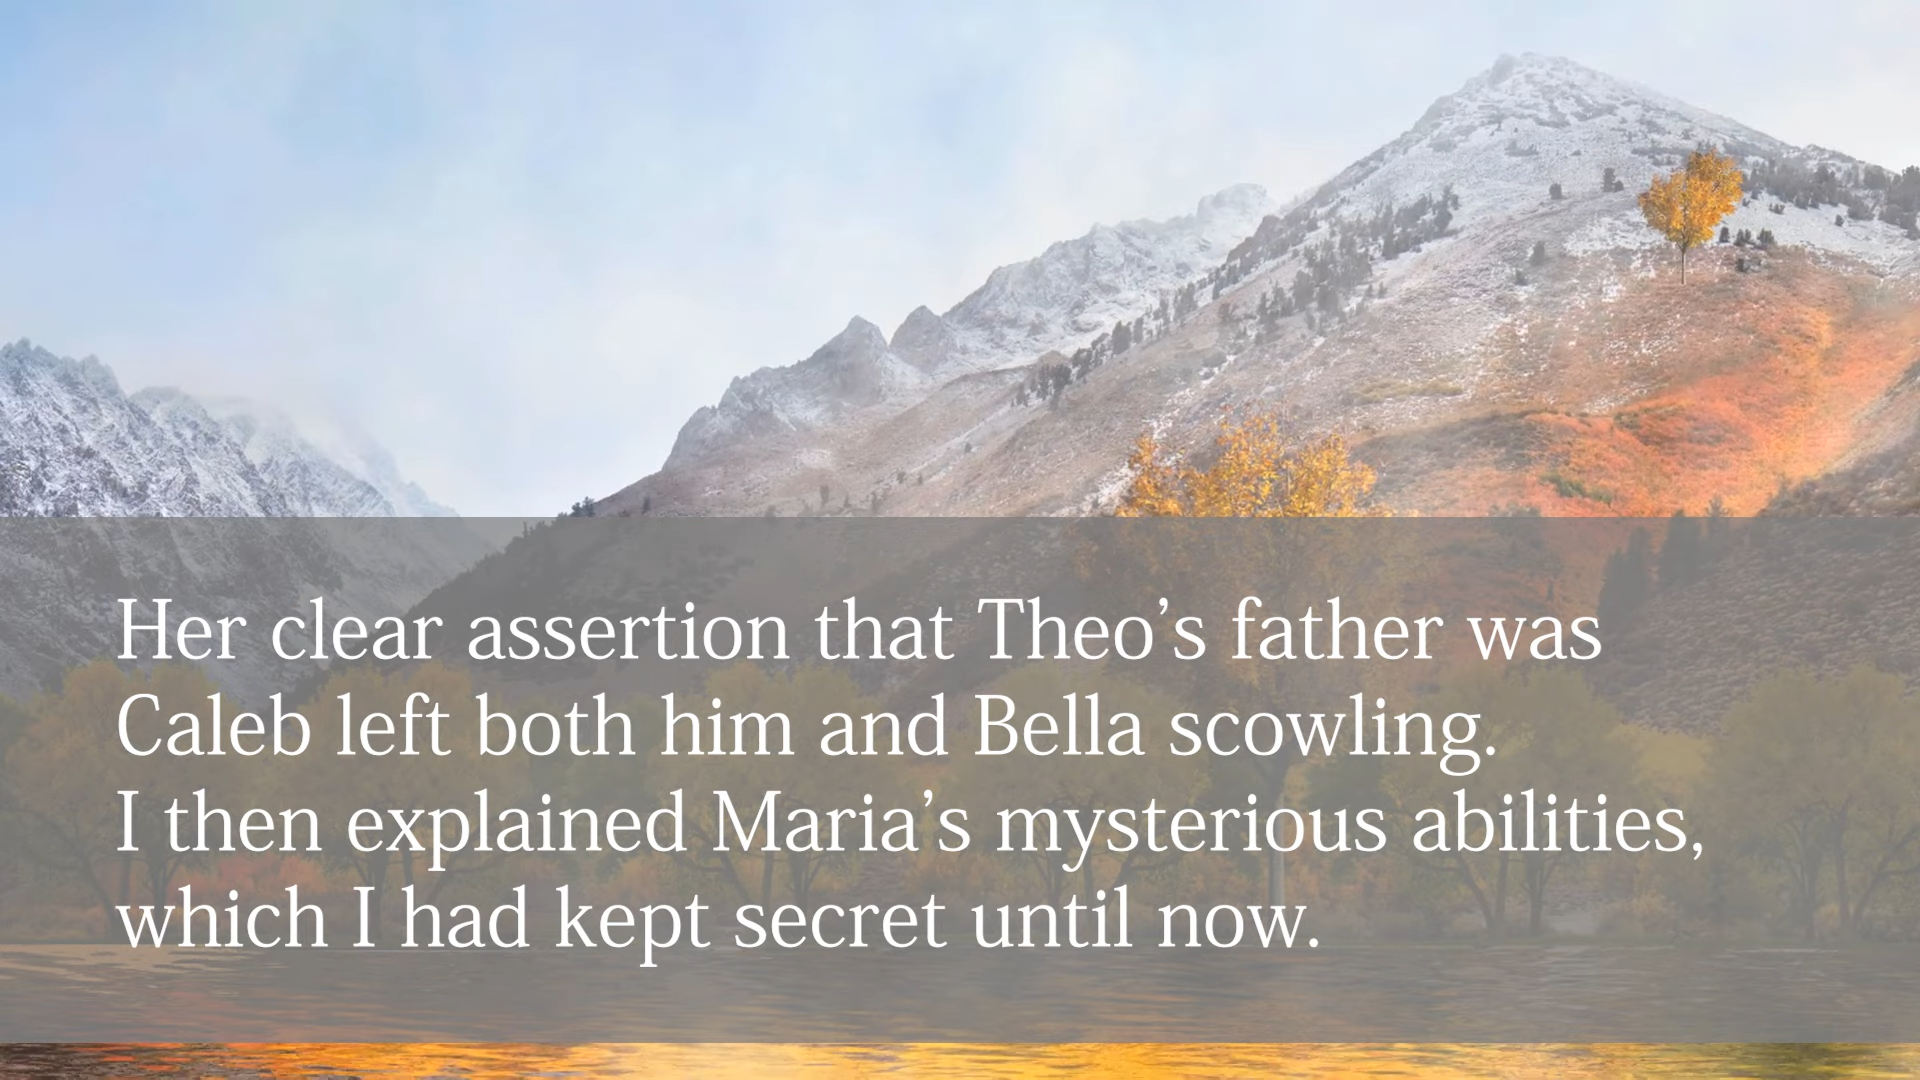 Her clear assertion that Theo’s father was
Caleb left both him and Bella scowling.
I then explained Maria’s mysterious abilities,
which I had kept secret until now.